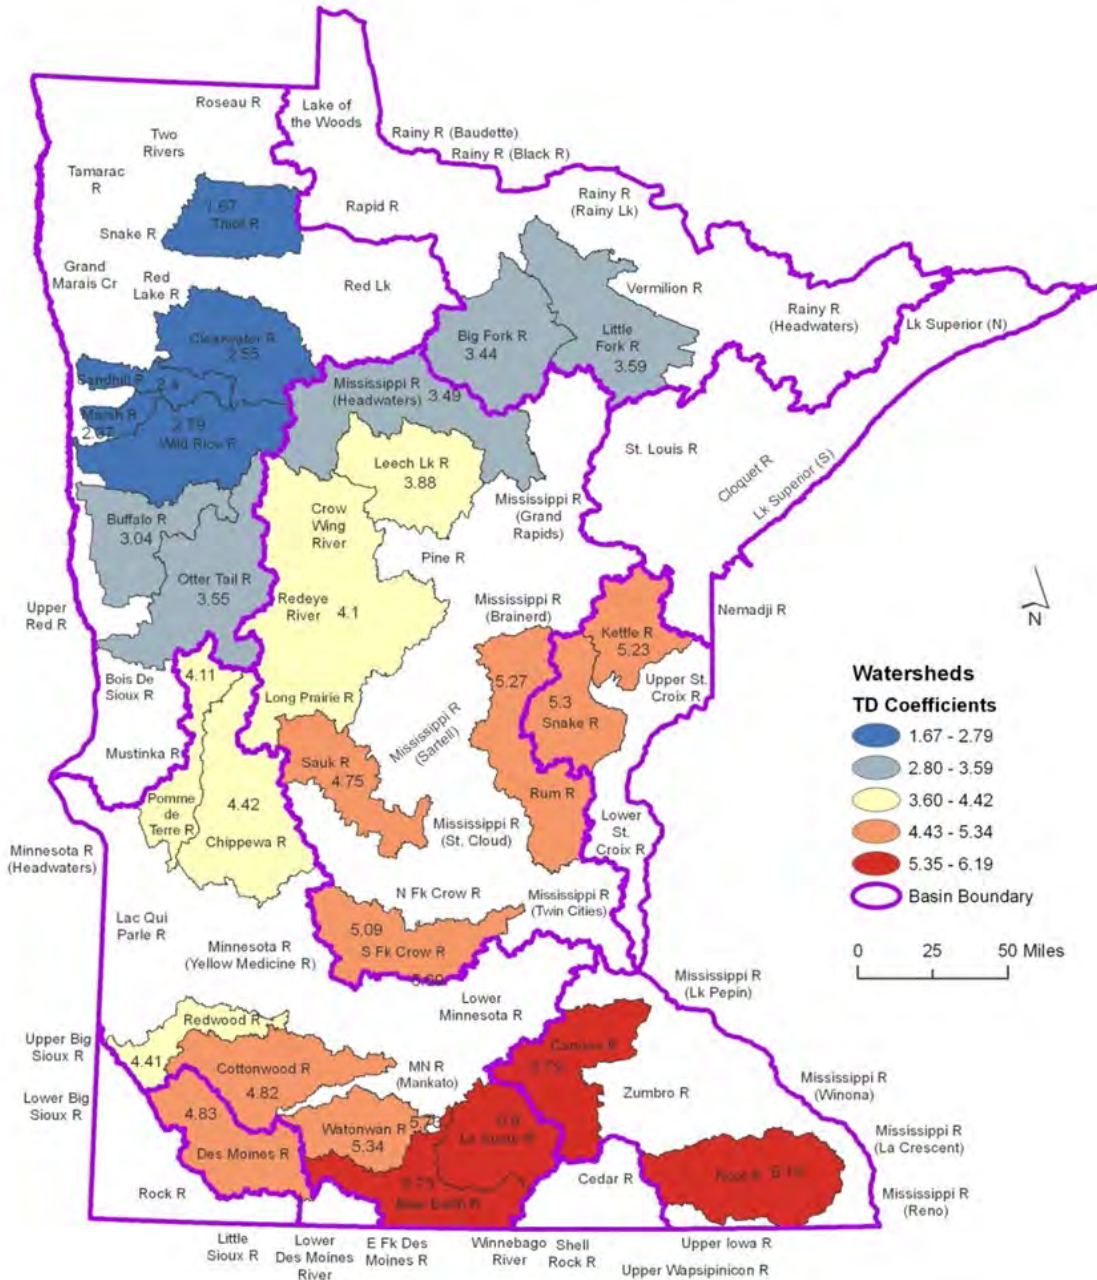 Roseau R
Lake of
the Woods
Two
Rivers
Rainy R (Baudette)
Rainy R (Black R)
Tamarac
R
1.67
Thief R
Rapid R
Rainy R
(Rainy Lk)
Snake R
Grand
Marais Cr
Red
Lake R
Red Lk
Vermilion R
Rainy R
(Headwaters)
Lk Superior (N)
Clearwater R
2.55
Big Fork R
3.44
Little
Fork R
3.59
Sandhill R
2.4
Mississippi R
(Headwaters)
3.49
Marsh R
2.37
2.79
Wild Rice R
St. Louis R
Cloquet R
Lk Superior (S)
Leech Lk R
3.88
Mississippi R
(Grand
Rapids)
Buffalo R
3.04
Crow
Wing
River
Pine R
Otter Tail R
3.55
Redeye
River
4.1
Mississippi R
(Brainerd)
Nemadji R
N
Upper
Red R
Kettle R
5.23
Bois De
Sioux R
4.11
5.27
Upper St.
Croix R
5.3
Snake R
Long Prairie R
Mississippi R
(Sartell)
Mustinka R
Sauk R
4.75
Pomme
de
Terre R
4.42
Chippewa R
Rum R
Mississippi R
(St. Cloud)
Lower
St.
Croix R
Minnesota R
(Headwaters)
N Fk Crow R
Mississippi R
(Twin Cities)
Lac Qui
Parle R
5.09
S Fk Crow R
Minnesota R
(Yellow Medicine R)
Mississippi R
(Lk Pepin)
Lower
Minnesota R
Redwood R
Upper Big
Sioux R
4.41
Cottonwood R
4.82
MN R
(Mankato)
Cannon R
Zumbro R
Mississippi R
(Winona)
Lower Big
Sioux R
4.83
Des Moines R
Watonwan R
5.34
5.73
Mississippi R
(La Crescent)
Rock R
Cedar R
Root R
Mississippi R
(Reno)
Little
Sioux R
Lower
Des Moines
River
E Fk Des
Moines R
Winnebago
River
Shell
Rock R
Upper Iowa R
Upper Wapsipinicon R
Watersheds
TD Coefficients
1.67 - 2.79
2.80 - 3.59
3.60 - 4.42
4.43 - 5.34
5.35 - 6.19
Basin Boundary
0 25 50 Miles